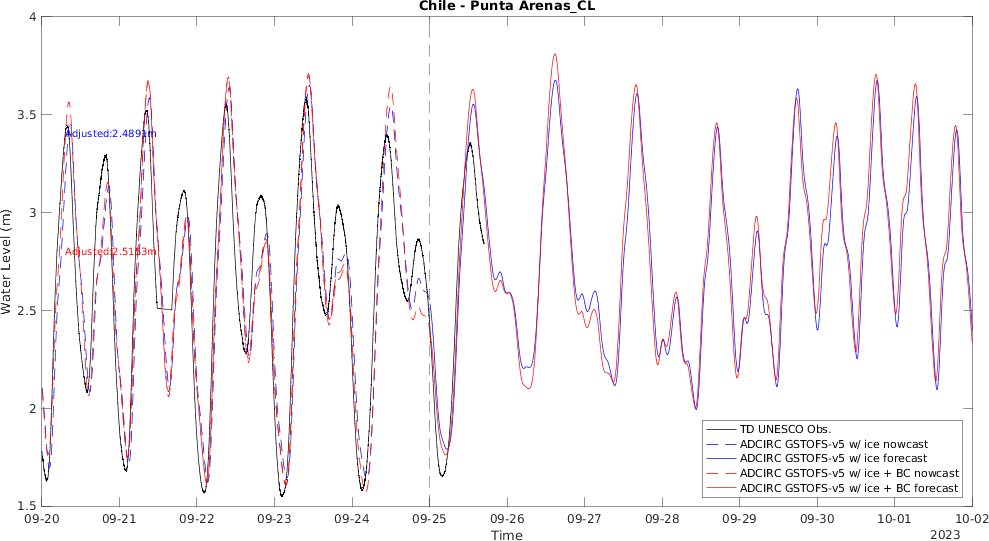 Chile - Punta Arenas_CL
Water Level (m)
4
3.5
3
2.5
2
1.5
Adjusted:2.4891m
Adjusted:2.5153m
TD UNESCO Obs.
ADCIRC GSTOFS-v5 w/ ice nowcast
ADCIRC GSTOFS-v5 w/ ice forecast
ADCIRC GSTOFS-v5 w/ ice + BC nowcast
ADCIRC GSTOFS-v5 w/ ice + BC forecast
09-20 09-21 09-22 09-23 09-24 09-25 09-26 09-27 09-28 09-29 09-30 10-01 10-02
Time
2023